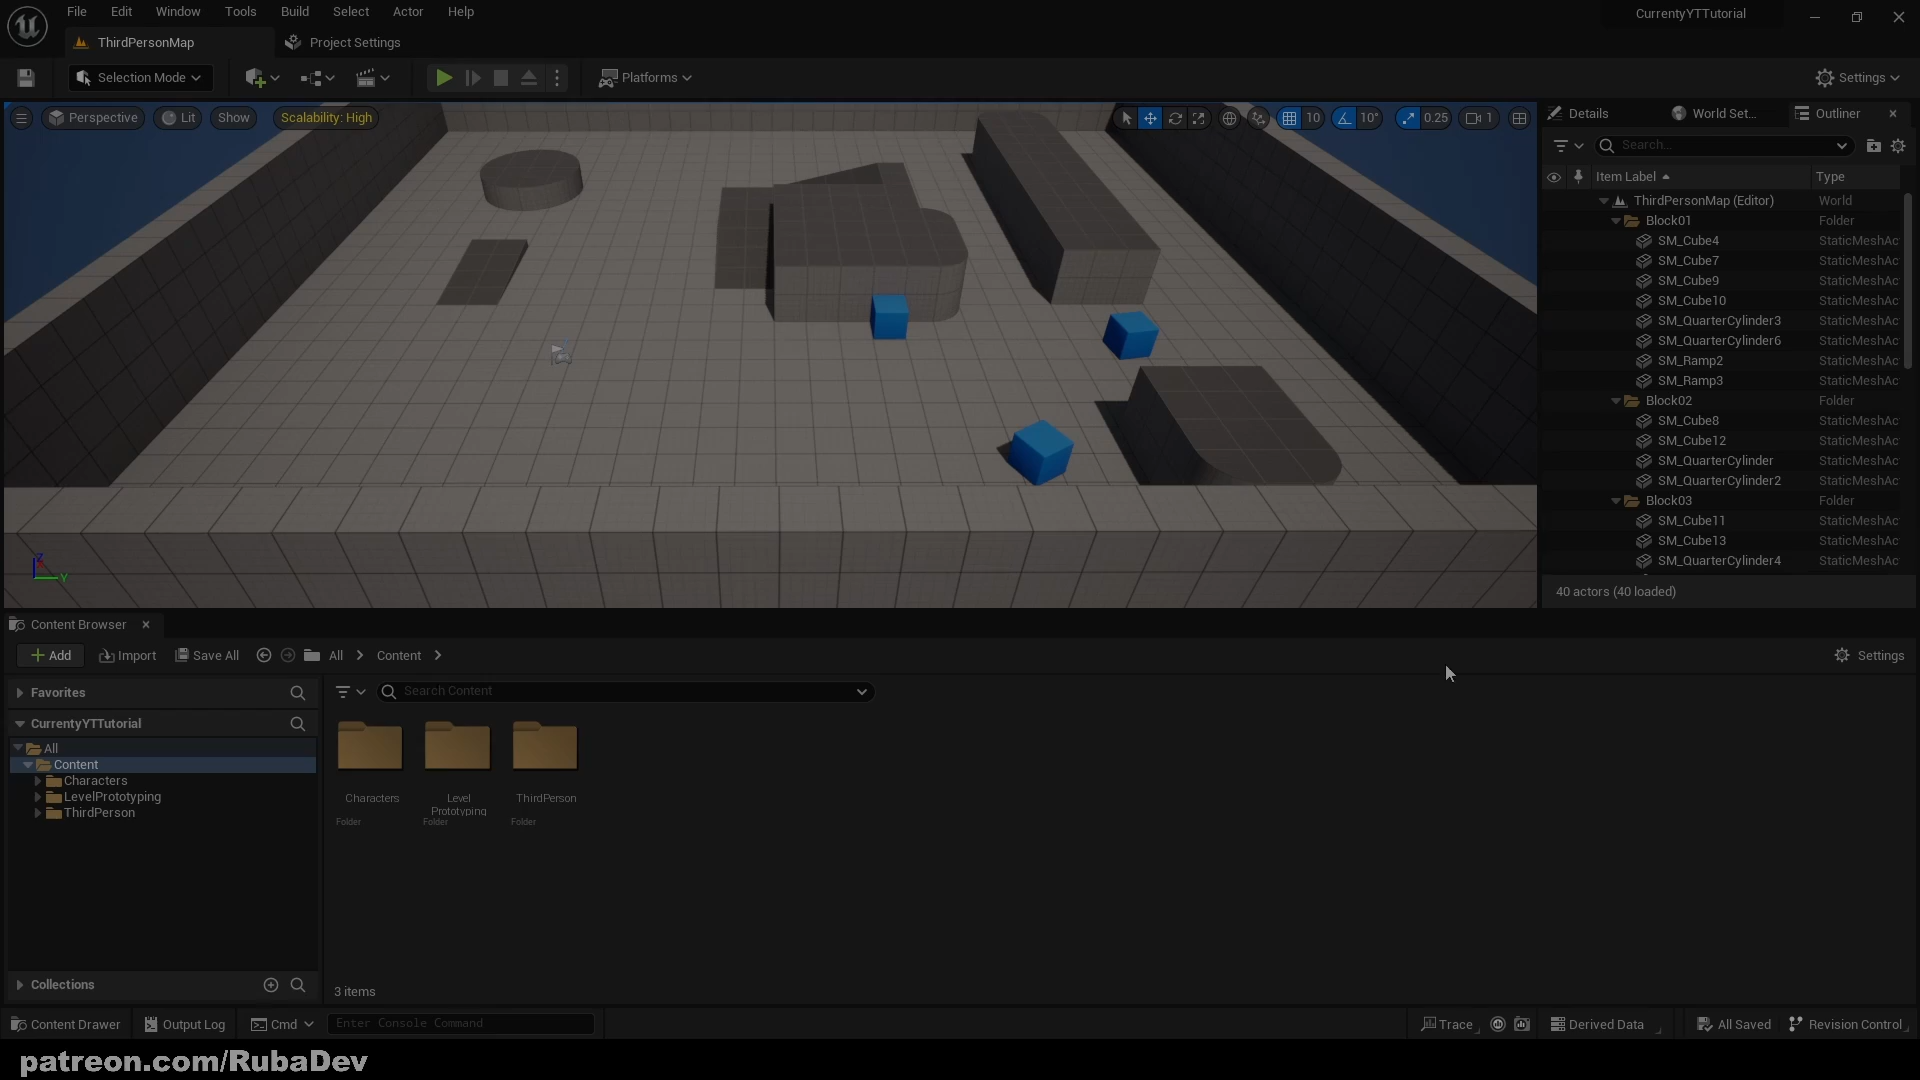 File Edit Window Tools Build Select Actor Help
CurrentyYTTutorial
ThirdPersonMap
Project Settings
Selection Mode
Platforms
Settings
Perspective
Lit
Show
Scalability: High
10
10°
0.25
1
Details
World Set...
Outliner
Search...
Item Label
Type
ThirdPersonMap (Editor) World
Block01 Folder
SM_Cube4 StaticMeshAc
SM_Cube7 StaticMeshAc
SM_Cube9 StaticMeshAc
SM_Cube10 StaticMeshAc
SM_QuarterCylinder3 StaticMeshAc
SM_QuarterCylinder6 StaticMeshAc
SM_Ramp2 StaticMeshAc
SM_Ramp3 StaticMeshAc
Block02 Folder
SM_Cube8 StaticMeshAc
SM_Cube12 StaticMeshAc
SM_QuarterCylinder StaticMeshAc
SM_QuarterCylinder2 StaticMeshAc
Block03 Folder
SM_Cube11 StaticMeshAc
SM_Cube13 StaticMeshAc
SM_QuarterCylinder4 StaticMeshAc
40 actors (40 loaded)
Z
Y
Content Browser
Add
Import
Save All
All
Content
Settings
Favorites
CurrentyYTTutorial
All
Content
Characters
LevelPrototyping
ThirdPerson
Collections
Search Content
Characters
Folder
Level
Prototyping
Folder
ThirdPerson
Folder
3 items
Content Drawer
Output Log
Cmd
Enter Console Command
Trace
Derived Data
All Saved
Revision Control
patreon.com/RubaDev